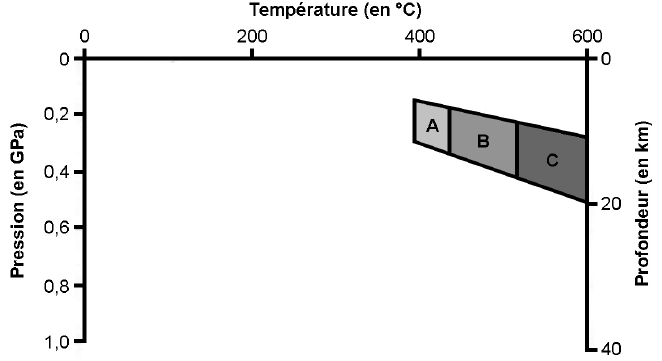 Température (en °C)
0 200 400 600
Pression (en GPa)
0
0,2
0,4
0,6
0,8
1,0
A B C
0
20
40
Profondeur (en km)